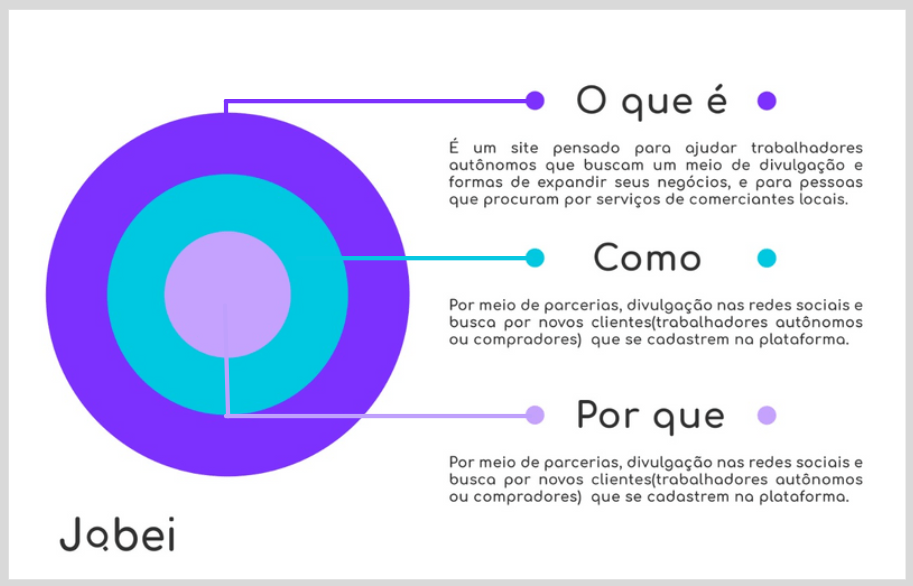 O que é
É um site pensado para ajudar trabalhadores
autônomos que buscam um meio de divulgação e
formas de expandir seus negócios, e para pessoas
que procuram por serviços de comerciantes locais.
Como
Por meio de parcerias, divulgação nas redes sociais e
busca por novos clientes(trabalhadores autônomos
ou compradores) que se cadastrem na plataforma.
Por que
Por meio de parcerias, divulgação nas redes sociais e
busca por novos clientes(trabalhadores autônomos
ou compradores) que se cadastrem na plataforma.
Jobei